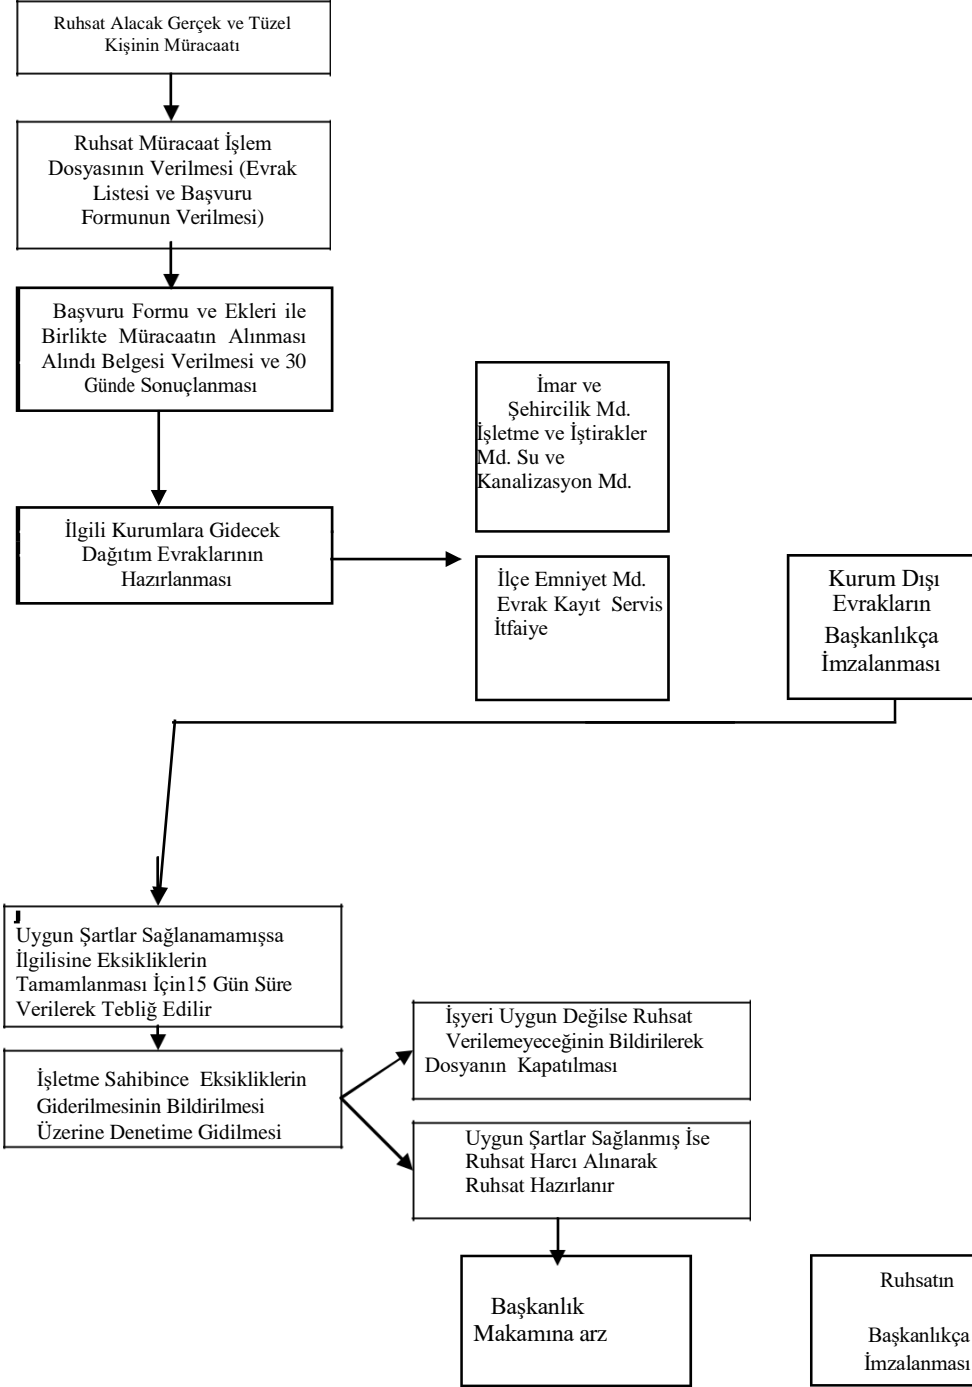 Ruhsat Alacak Gerçek ve Tüzel
Kişinin Müracaatı
Ruhsat Müracaat İşlem
Dosyasının Verilmesi (Evrak
Listesi ve Başvuru
Formunun Verilmesi)
Başvuru Formu ve Ekleri ile
Birlikte Müracaatın Alınması
Alındı Belgesi Verilmesi ve 30
Günde Sonuçlanması
İmar ve
Şehircilik Md.
İşletme ve İştirakler
Md. Su ve
Kanalizasyon Md.
İlgili Kurumlara Gidecek
Dağıtım Evraklarının
Hazırlanması
İlçe Emniyet Md.
Evrak Kayıt Servis
İtfaiye
Kurum Dışı
Evrakların
Başkanlıkça
İmzalanması
Uygun Şartlar Sağlanamamışsa
İlgilisine Eksikliklerin
Tamamlanması İçin15 Gün Süre
Verilerek Tebliğ Edilir
İşletme Sahibince Eksikliklerin
Giderilmesinin Bildirilmesi
Üzerine Denetime Gidilmesi
İşyeri Uygun Değilse Ruhsat
Verilemeyeceğinin Bildirilerek
Dosyanın Kapatılması
Uygun Şartlar Sağlanmış İse
Ruhsat Harcı Alınarak
Ruhsat Hazırlanır
Başkanlık
Makamına arz
Ruhsatın
Başkanlıkça
İmzalanması